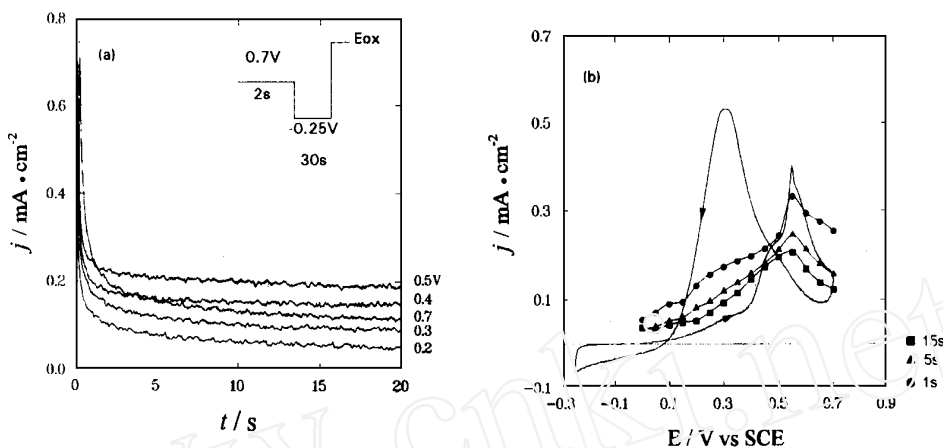 0.8
0.6
0.4
0.2
0.0
j / mA • cm⁻²
(a)
0.7V
2s
-0.25V
30s
Eox
0.5V
0.4
0.7
0.3
0.2
0 5 10 15 20
t / s
0.7
0.5
0.3
0.1
-0.1
j / mA • cm⁻²
(b)
15s
5s
1s
-0.3 -0.1 0.1 0.3 0.5 0.7 0.9
E / V vs SCE
cnki.net